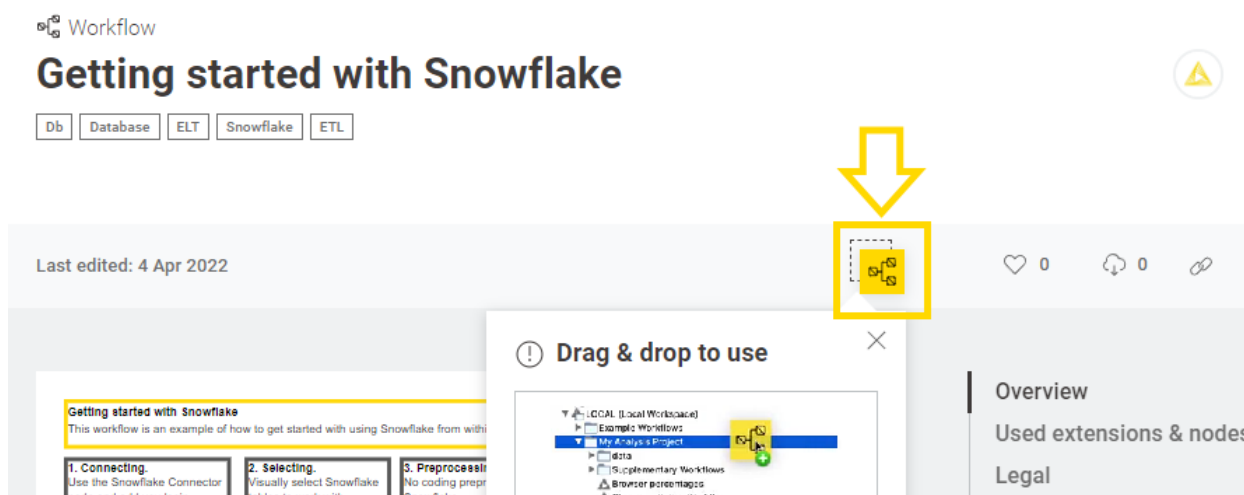 Workflow
Getting started with Snowflake
Db Database ELT Snowflake ETL
Last edited: 4 Apr 2022
0 0
Drag & drop to use
LOCAL (Local Workspace)
Example Workflows
My Analysis Project
data
Supplementary Workflows
Browser percentages
Getting started with Snowflake
This workflow is an example of how to get started with using Snowflake from withi
1. Connecting.
Use the Snowflake Connector
2. Selecting.
Visually select Snowflake
3. Preprocessin
No coding prepr
Overview
Used extensions & nodes
Legal